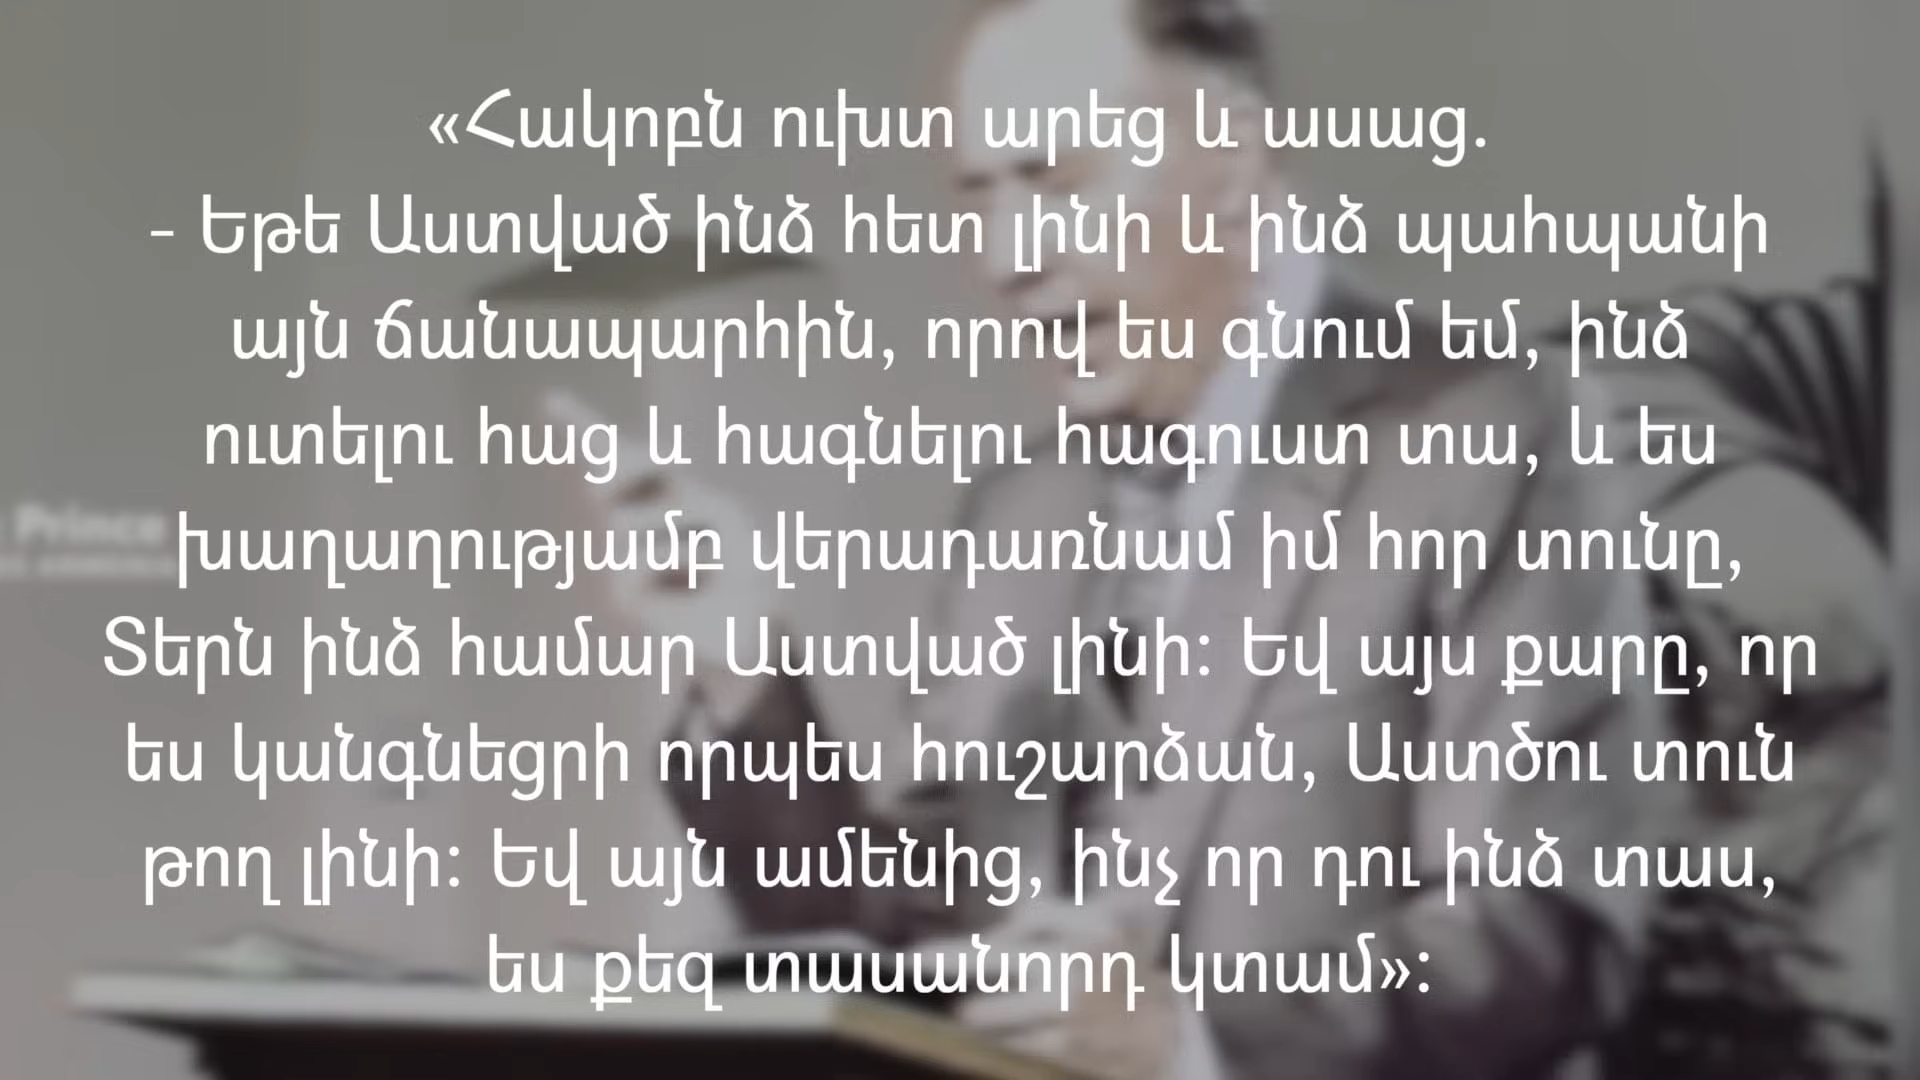 «Հակոբն ուխտ արեց և ասաց.
- Եթե Աստված ինձ հետ լինի և ինձ պահպանի
այն ճանապարհին, որով ես գնում եմ, ինձ
ուտելու հաց և հագնելու հագուստ տա, և ես
Prince
խաղաղությամբ վերադառնամ իմ հոր տունը,
Տերն ինձ համար Աստված լինի: Եվ այս քարը, որ
ես կանգնեցրի որպես հուշարձան, Աստծու տուն
թող լինի: Եվ այն ամենից, ինչ որ դու ինձ տաս,
ես քեզ տասանորդ կտամ»: